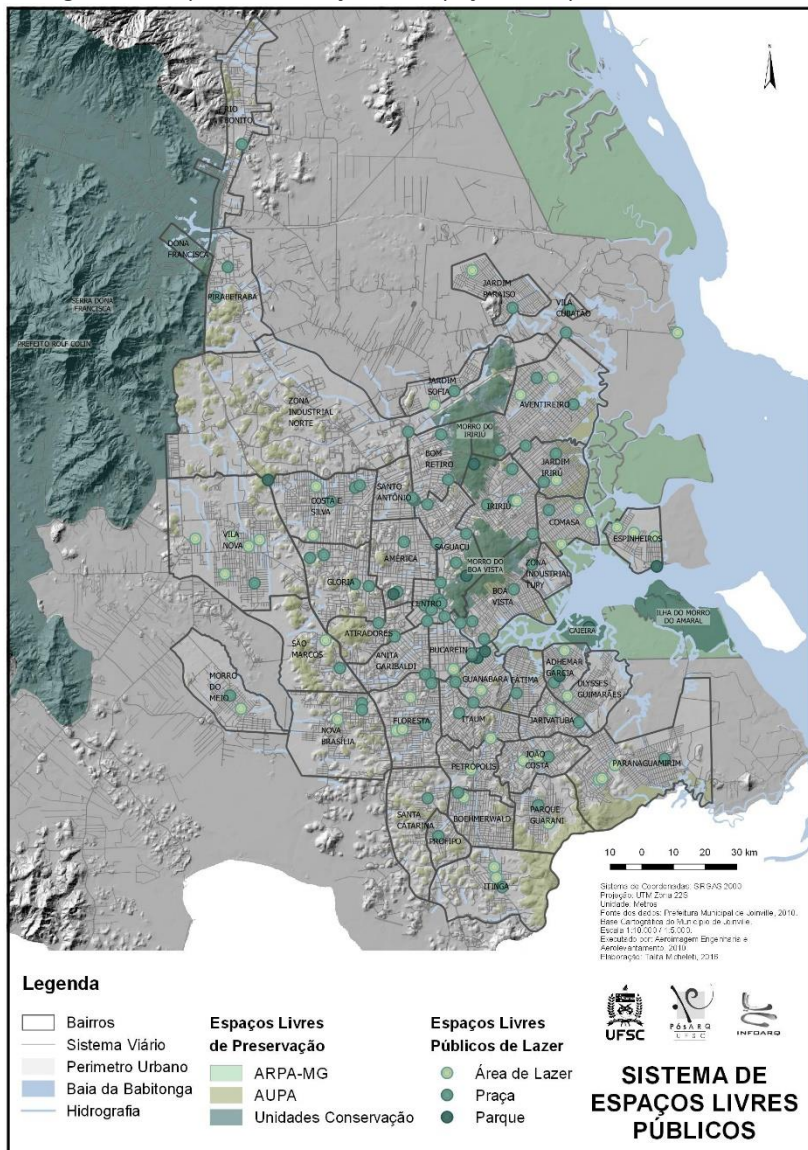 RIO
BONITO
DONA
FRANCISCA
PIRABEIRABA
SERRA DONA
FRANCISCA
PREFEITO ROLF COLIN
JARDIM
PARAISO
VILA
CUBATÃO
ZONA
INDUSTRIAL
NORTE
JARDIM
SOFIA
AVENTUREIRO
MORRO DO
IRIRIÚ
BOM
RETIRO
JARDIM
IRIRIÚ
COSTA E
SILVA
SANTO
ANTÔNIO
IRIRIÚ
COMASA
ESPINHEIROS
VILA
NOVA
AMÉRICA
SAGUAÇU
MORRO DO
BOA VISTA
ZONA
INDUSTRIAL
TUPY
GLÓRIA
BOA
VISTA
CENTRO
ILHA DO MORRO
DO AMARAL
CAIEIRA
ATIRADORES
SÃO
MARCOS
ANITA
GARIBALDI
BUCAREIN
ADHEMAR
GARCIA
GUANABARA
FÁTIMA
ULYSSES
GUIMARÃES
MORRO
DO
MEIO
NOVA
BRASÍLIA
FLORESTA
ITAUM
JARIVATUBA
PETRÓPOLIS
JOÃO
COSTA
PARANAGUAMIRIM
SANTA
CATARINA
BOEHMERWALD
PARQUE
GUARANI
PROFIPO
ITINGA
10 0 10 20 30 km
Sistema de Coordenadas: SIRGAS 2000
Projeção: UTM Zona 22S
Unidade: Metros
Fonte dos dados: Prefeitura Municipal de Joinville, 2010.
Base Cartográfica do Município de Joinville.
Escala 1:10.000 / 1:5.000.
Executado por: Aeroimagem Engenharia e
Aerolevantamento, 2010
Elaboração: Talita Micheleti, 2016
Legenda
Bairros
Sistema Viário
Perimetro Urbano
Baia da Babitonga
Hidrografia
Espaços Livres
de Preservação
ARPA-MG
AUPA
Unidades Conservação
Espaços Livres
Públicos de Lazer
Área de Lazer
Praça
Parque
UFSC
PósARQ
UFSC
INFOARQ
SISTEMA DE
ESPAÇOS LIVRES
PÚBLICOS